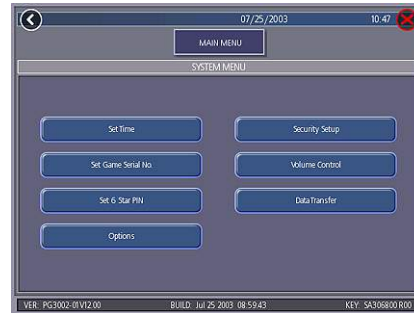 07/25/2003 10:47
MAIN MENU
SYSTEM MENU
Set Time
Security Setup
Set Game Serial No.
Volume Control
Set 6 Star PIN
Data Transfer
Options
VER: PG3002-01V12.00 BUILD: Jul 25 2003 08:59:43 KEY: SA306800 R00